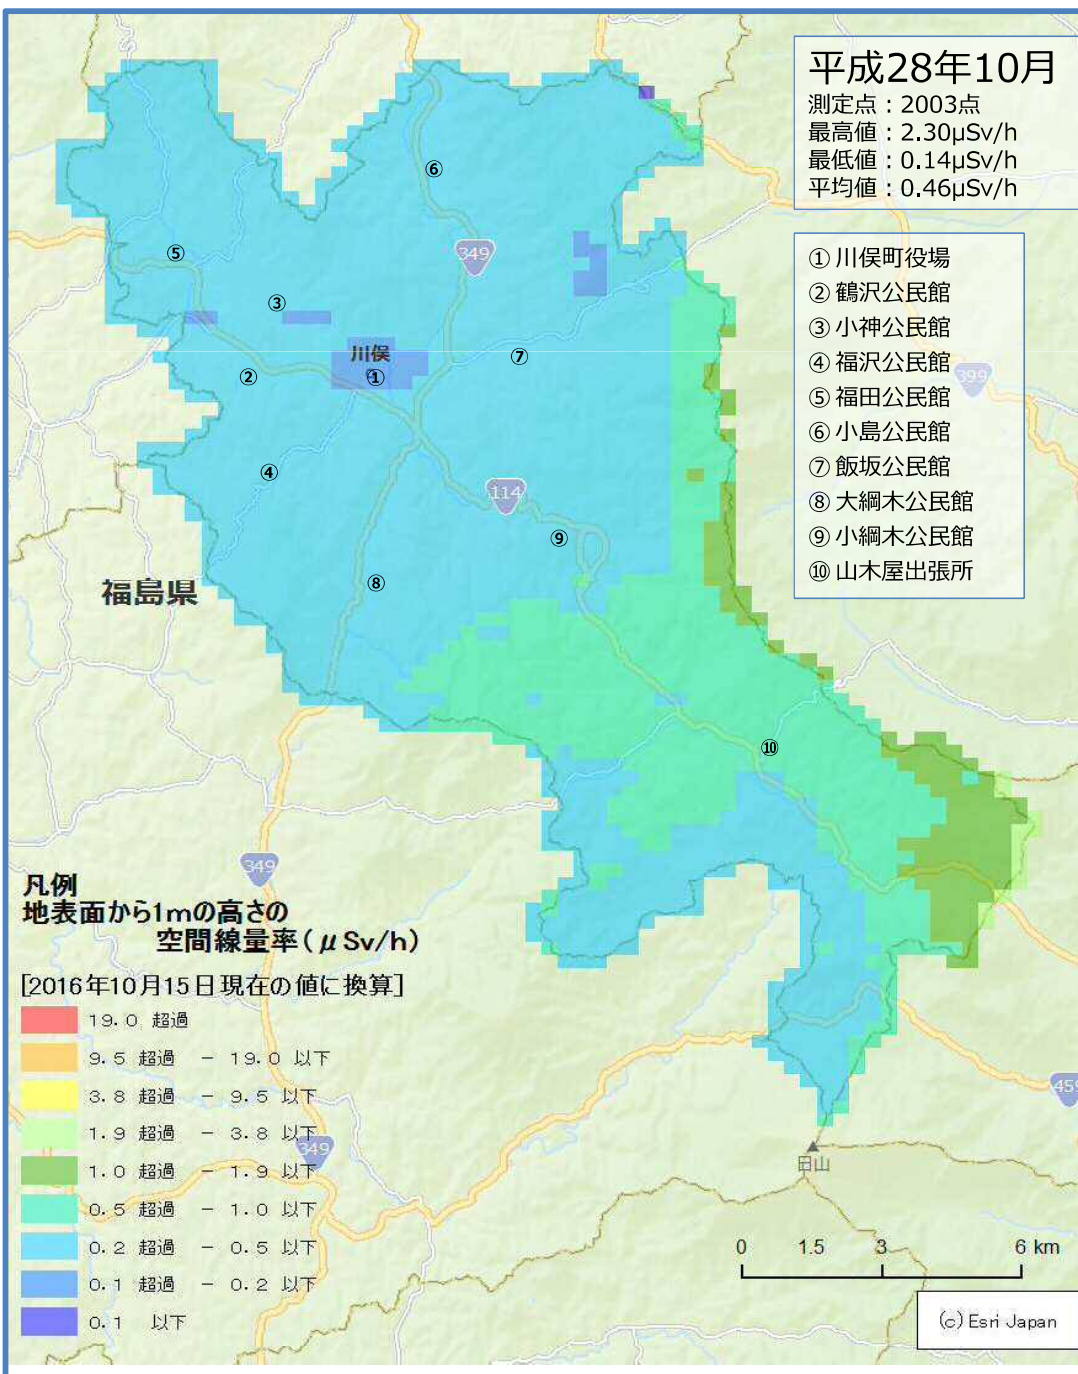 平成28年10月
測定点：2003点
最高値：2.30μSv/h
最低値：0.14μSv/h
平均値：0.46μSv/h
① 川俣町役場
② 鶴沢公民館
③ 小神公民館
④ 福沢公民館
⑤ 福田公民館
⑥ 小島公民館
⑦ 飯坂公民館
⑧ 大綱木公民館
⑨ 小綱木公民館
⑩ 山木屋出張所
⑥
⑤
349
③
川俣
⑦
②
①
399
④
114
⑨
福島県
⑧
⑩
349
凡例
地表面から1mの高さの
空間線量率(μSv/h)
[2016年10月15日現在の値に換算]
19.0 超過
9.5 超過 － 19.0 以下
3.8 超過 － 9.5 以下
1.9 超過 － 3.8 以下
1.0 超過 － 1.9 以下
0.5 超過 － 1.0 以下
0.2 超過 － 0.5 以下
0.1 超過 － 0.2 以下
0.1 以下
349
459
日山
0 1.5 3 6 km
(c) Esri Japan